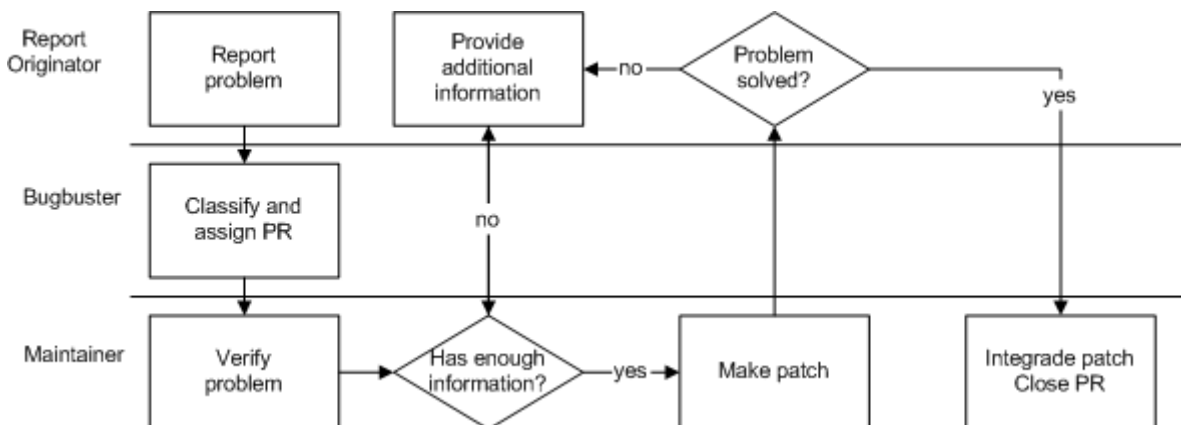 Report
Originator
Report
problem
Provide
additional
information
no
Problem
solved?
yes
Bugbuster
Classify and
assign PR
no
Maintainer
Verify
problem
Has enough
information?
yes
Make patch
Integrade patch
Close PR